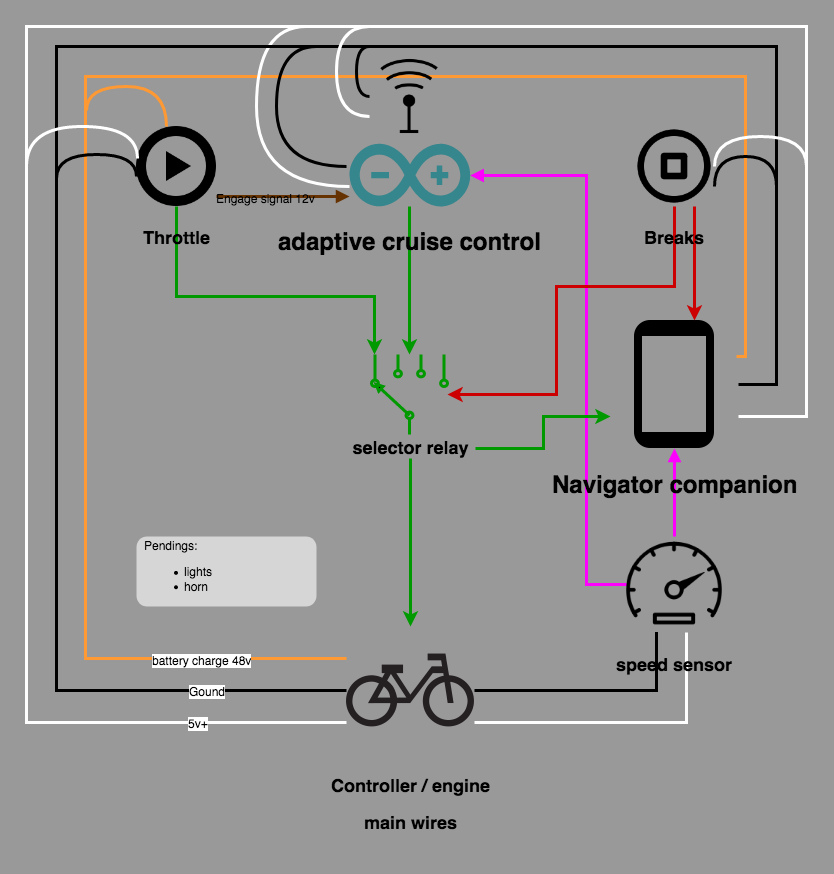 Engage signal 12v
Throttle
adaptive cruise control
Breaks
selector relay
Navigator companion
Pendings:
• lights
• horn
battery charge 48v
speed sensor
Gound
5v+
Controller / engine
main wires